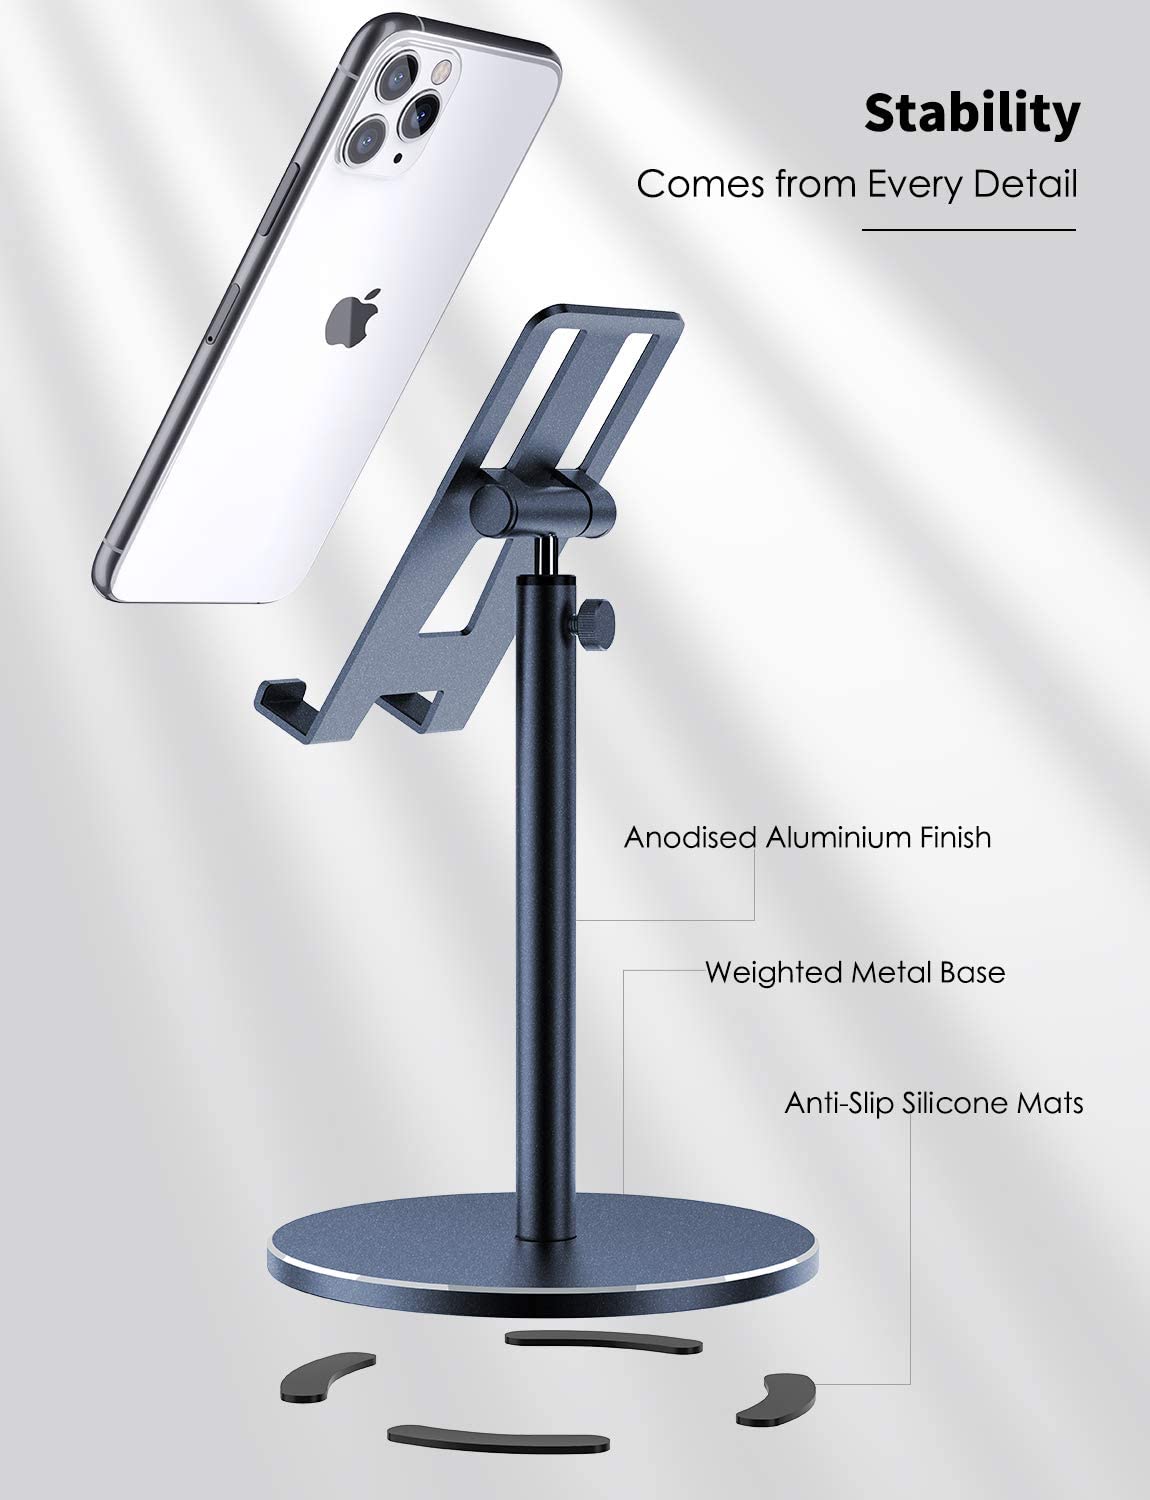 Stability
Comes from Every Detail
Anodised Aluminium Finish
Weighted Metal Base
Anti-Slip Silicone Mats